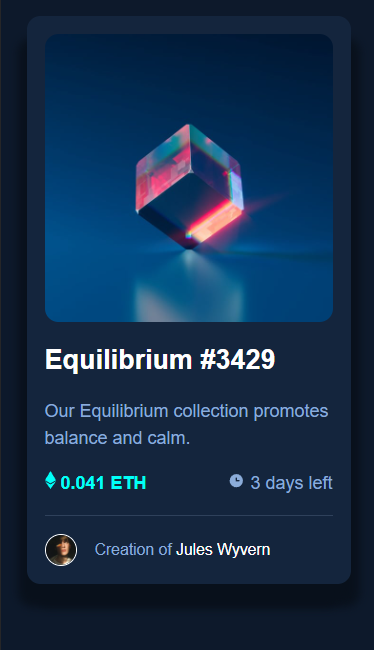 Equilibrium #3429
Our Equilibrium collection promotes
balance and calm.
0.041 ETH 3 days left
Creation of Jules Wyvern